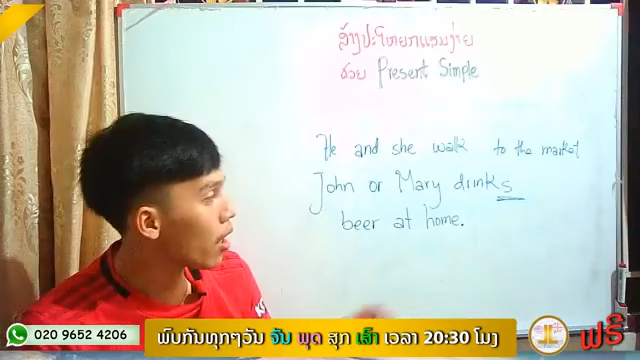 ສ້າງປະໂຫຍກແສນງ່າຍ
ດ້ວຍ Present Simple
He and she walk to the market
John or Mary drinks
beer at home.
020 9652 4206
ພົບກັນທຸກໆວັນ ຈັນ ພຸດ ສຸກ ເສົາ ເວລາ 20:30 ໂມງ
ຟຣີ